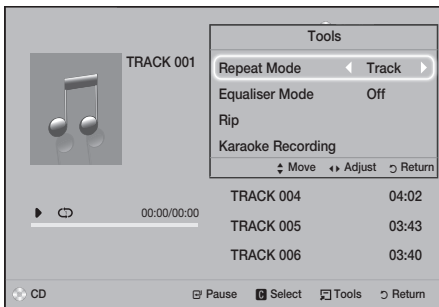 Tools
TRACK 001
Repeat Mode Track
Equaliser Mode Off
Rip
Karaoke Recording
Move Adjust Return
TRACK 004 04:02
00:00/00:00
TRACK 005 03:43
TRACK 006 03:40
CD Pause C Select Tools Return